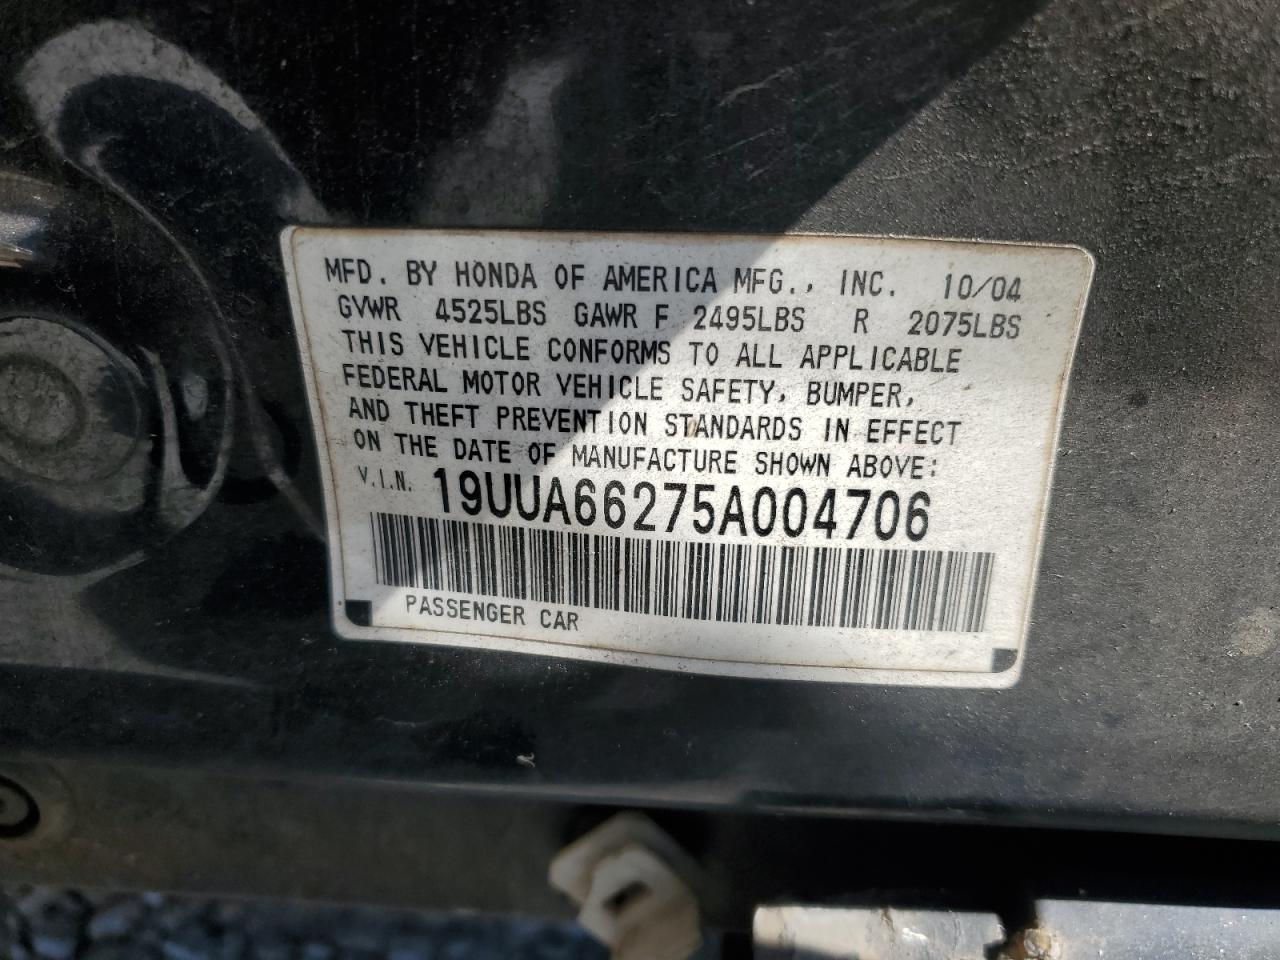 MFD. BY HONDA OF AMERICA MFG., INC. 10/04
GVWR 4525LBS GAWR F 2495LBS R 2075LBS
THIS VEHICLE CONFORMS TO ALL APPLICABLE
FEDERAL MOTOR VEHICLE SAFETY, BUMPER,
AND THEFT PREVENTION STANDARDS IN EFFECT
ON THE DATE OF MANUFACTURE SHOWN ABOVE:
V.I.N. 19UUA66275A004706
PASSENGER CAR